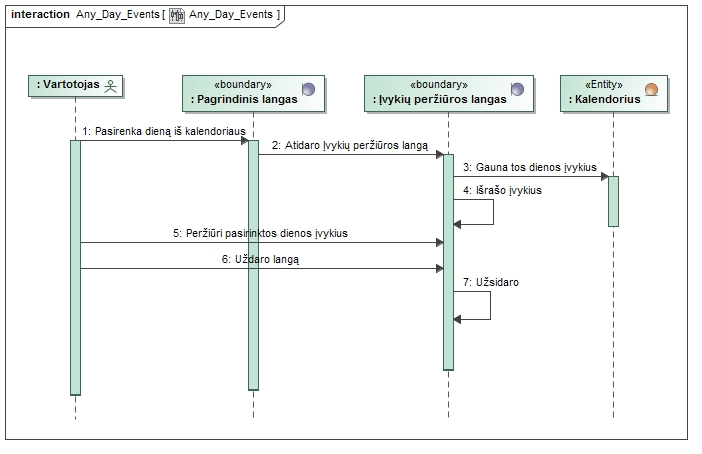 interaction Any_Day_Events [ Any_Day_Events ]
: Vartotojas
«boundary»
: Pagrindinis langas
«boundary»
: Įvykių peržiūros langas
«Entity»
: Kalendorius
1: Pasirenka dieną iš kalendoriaus
2: Atidaro Įvykių peržiūros langą
3: Gauna tos dienos įvykius
4: Išrašo įvykius
5: Peržiūri pasirinktos dienos įvykius
6: Uždaro langą
7: Užsidaro